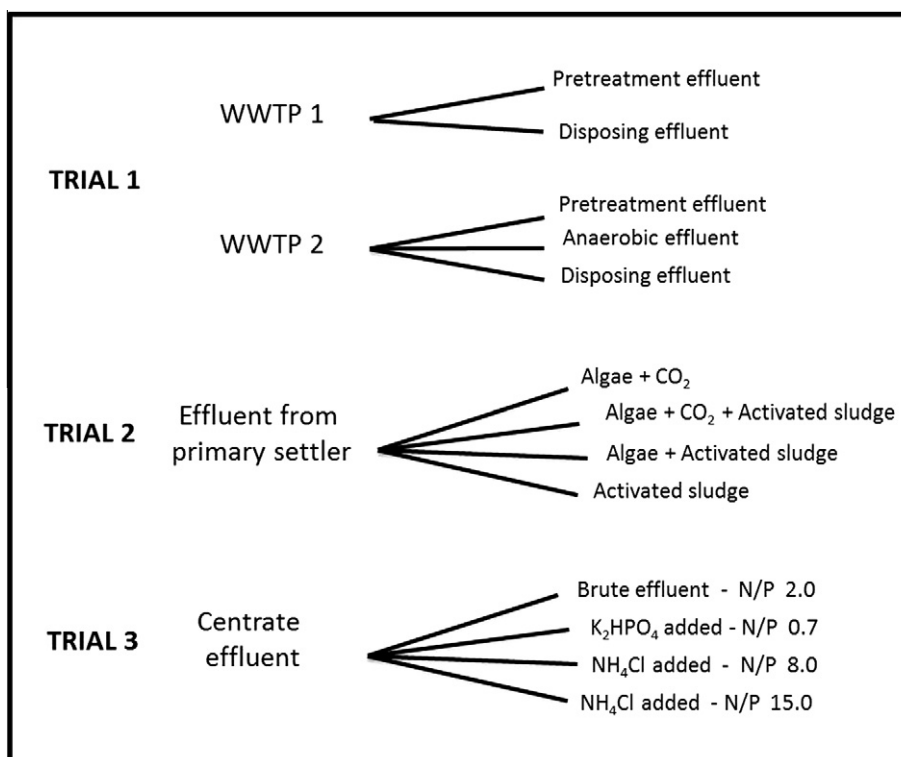 TRIAL 1
WWTP 1
Pretreatment effluent
Disposing effluent
WWTP 2
Pretreatment effluent
Anaerobic effluent
Disposing effluent
TRIAL 2
Effluent from
primary settler
Algae + CO₂
Algae + CO₂ + Activated sludge
Algae + Activated sludge
Activated sludge
TRIAL 3
Centrate
effluent
Brute effluent - N/P 2.0
K₂HPO₄ added - N/P 0.7
NH₄Cl added - N/P 8.0
NH₄Cl added - N/P 15.0